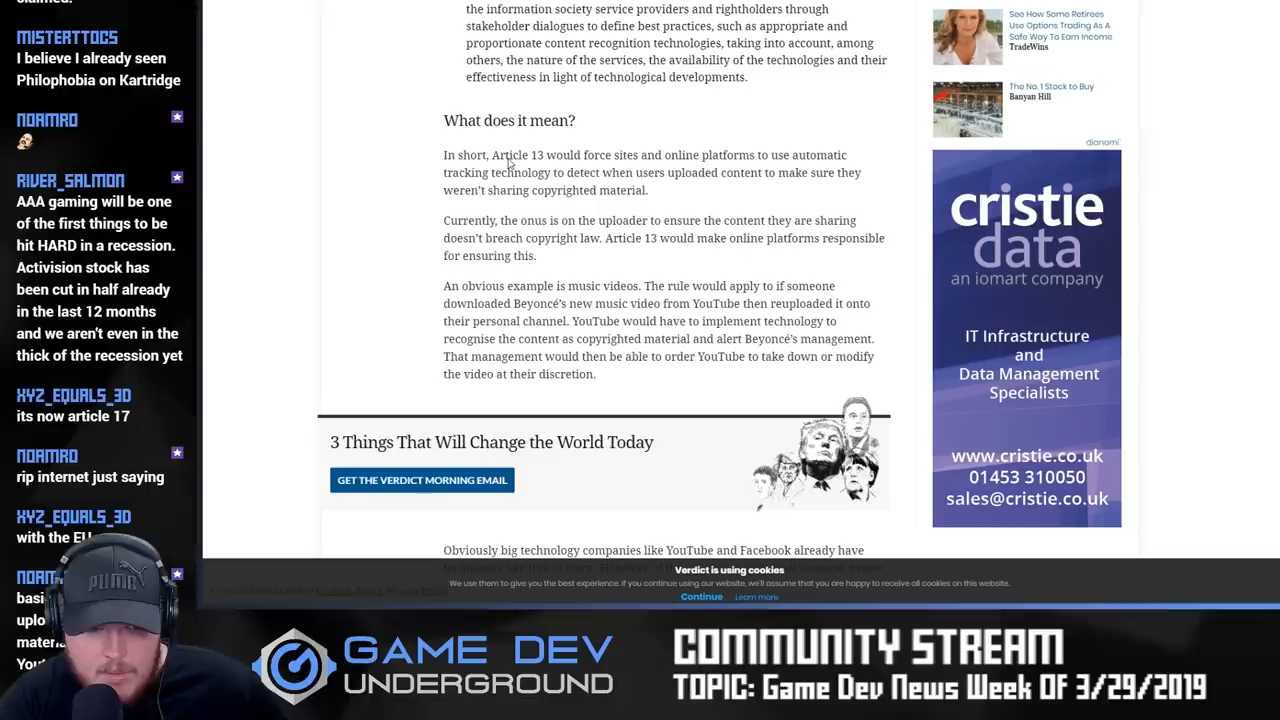 claimed.
MISTERTTOCS
I believe I already seen
Philophobia on Kartridge
NOAMRO
RIVER_SALMON
AAA gaming will be one
of the first things to be
hit HARD in a recession.
Activision stock has
been cut in half already
in the last 12 months
and we aren't even in the
thick of the recession yet
XYZ_EQUALS_3D
its now article 17
NOAMRO
rip internet just saying
XYZ_EQUALS_3D
with the EU
NOAM
basi
uplo
mater
You
the information society service providers and rightholders through
stakeholder dialogues to define best practices, such as appropriate and
proportionate content recognition technologies, taking into account, among
others, the nature of the services, the availability of the technologies and their
effectiveness in light of technological developments.
What does it mean?
In short, Article 13 would force sites and online platforms to use automatic
tracking technology to detect when users uploaded content to make sure they
weren't sharing copyrighted material.
Currently, the onus is on the uploader to ensure the content they are sharing
doesn't breach copyright law. Article 13 would make online platforms responsible
for ensuring this.
An obvious example is music videos. The rule would apply to if someone
downloaded Beyoncé's new music video from YouTube then reuploaded it onto
their personal channel. YouTube would have to implement technology to
recognise the content as copyrighted material and alert Beyoncé's management.
That management would then be able to order YouTube to take down or modify
the video at their discretion.
3 Things That Will Change the World Today
GET THE VERDICT MORNING EMAIL
Obviously big technology companies like YouTube and Facebook already have
Verdict is using cookies
We use them to give you the best experience. If you continue using our website, we'll assume that you are happy to receive all cookies on this website.
Continue Learn more
See How Some Retirees
Use Options Trading As A
Safe Way To Earn Income
TradeWins
The No. 1 Stock to Buy
Banyan Hill
dianomi
cristie
data
an iomart company
IT Infrastructure
and
Data Management
Specialists
www.cristie.co.uk
01453 310050
sales@cristie.co.uk
PUMA
GAME DEV
UNDERGROUND
COMMUNITY STREAM
TOPIC: Game Dev News Week OF 3/29/2019